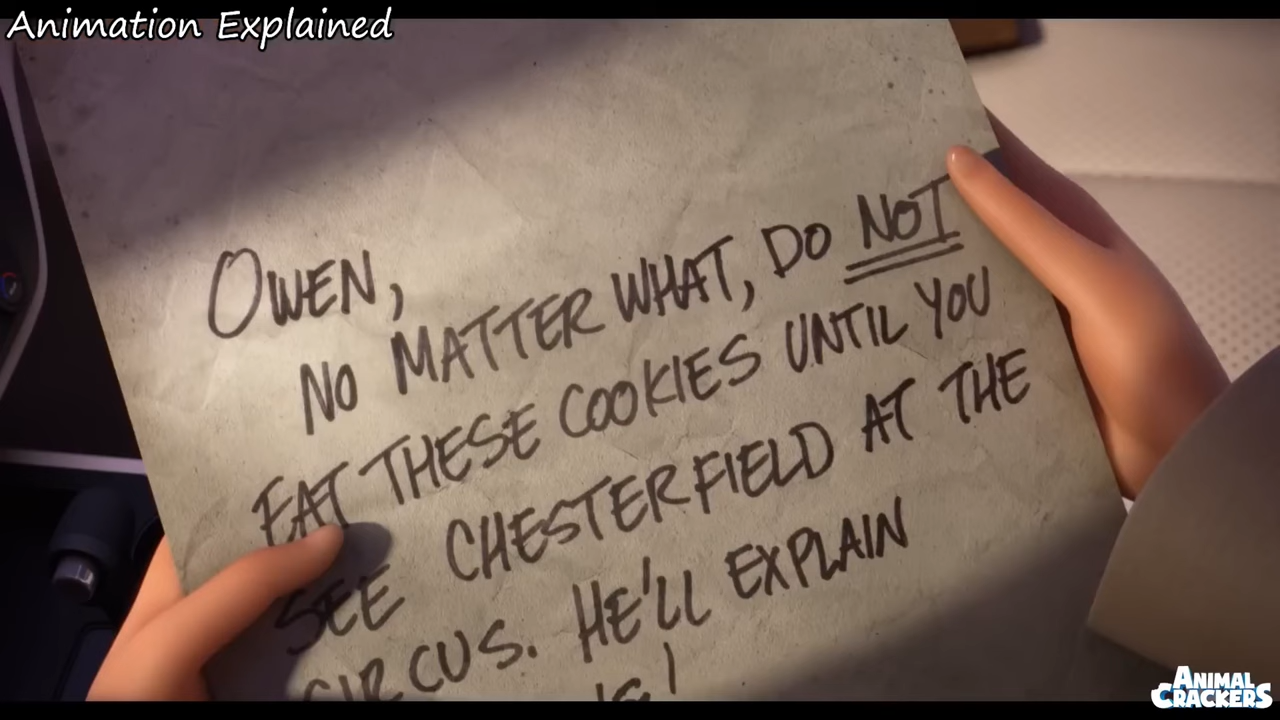 Animation Explained
OWEN,
NO MATTER WHAT, DO NOT
EAT THESE COOKIES UNTIL YOU
SEE CHESTERFIELD AT THE
CIRCUS. HE'LL EXPLAIN
ANIMAL
CRACKERS